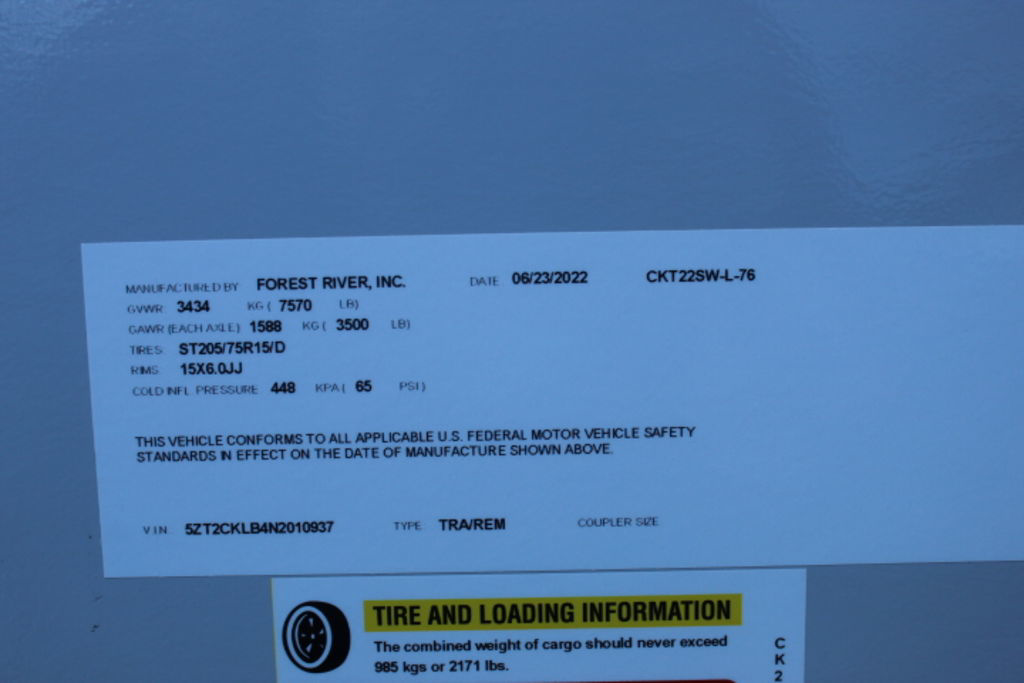 MANUFACTURED BY FOREST RIVER, INC. DATE 06/23/2022 CKT22SW-L-76
GVWR 3434 KG ( 7570 LB)
GAWR (EACH AXLE) 1588 KG ( 3500 LB)
TIRES ST205/75R15/D
RIMS 15X6.0JJ
COLD INFL. PRESSURE 448 KPA ( 65 PSI)
THIS VEHICLE CONFORMS TO ALL APPLICABLE U.S. FEDERAL MOTOR VEHICLE SAFETY
STANDARDS IN EFFECT ON THE DATE OF MANUFACTURE SHOWN ABOVE.
V I N 5ZT2CKLB4N2010937 TYPE TRA/REM COUPLER SIZE
TIRE AND LOADING INFORMATION
The combined weight of cargo should never exceed
985 kgs or 2171 lbs.
CK2